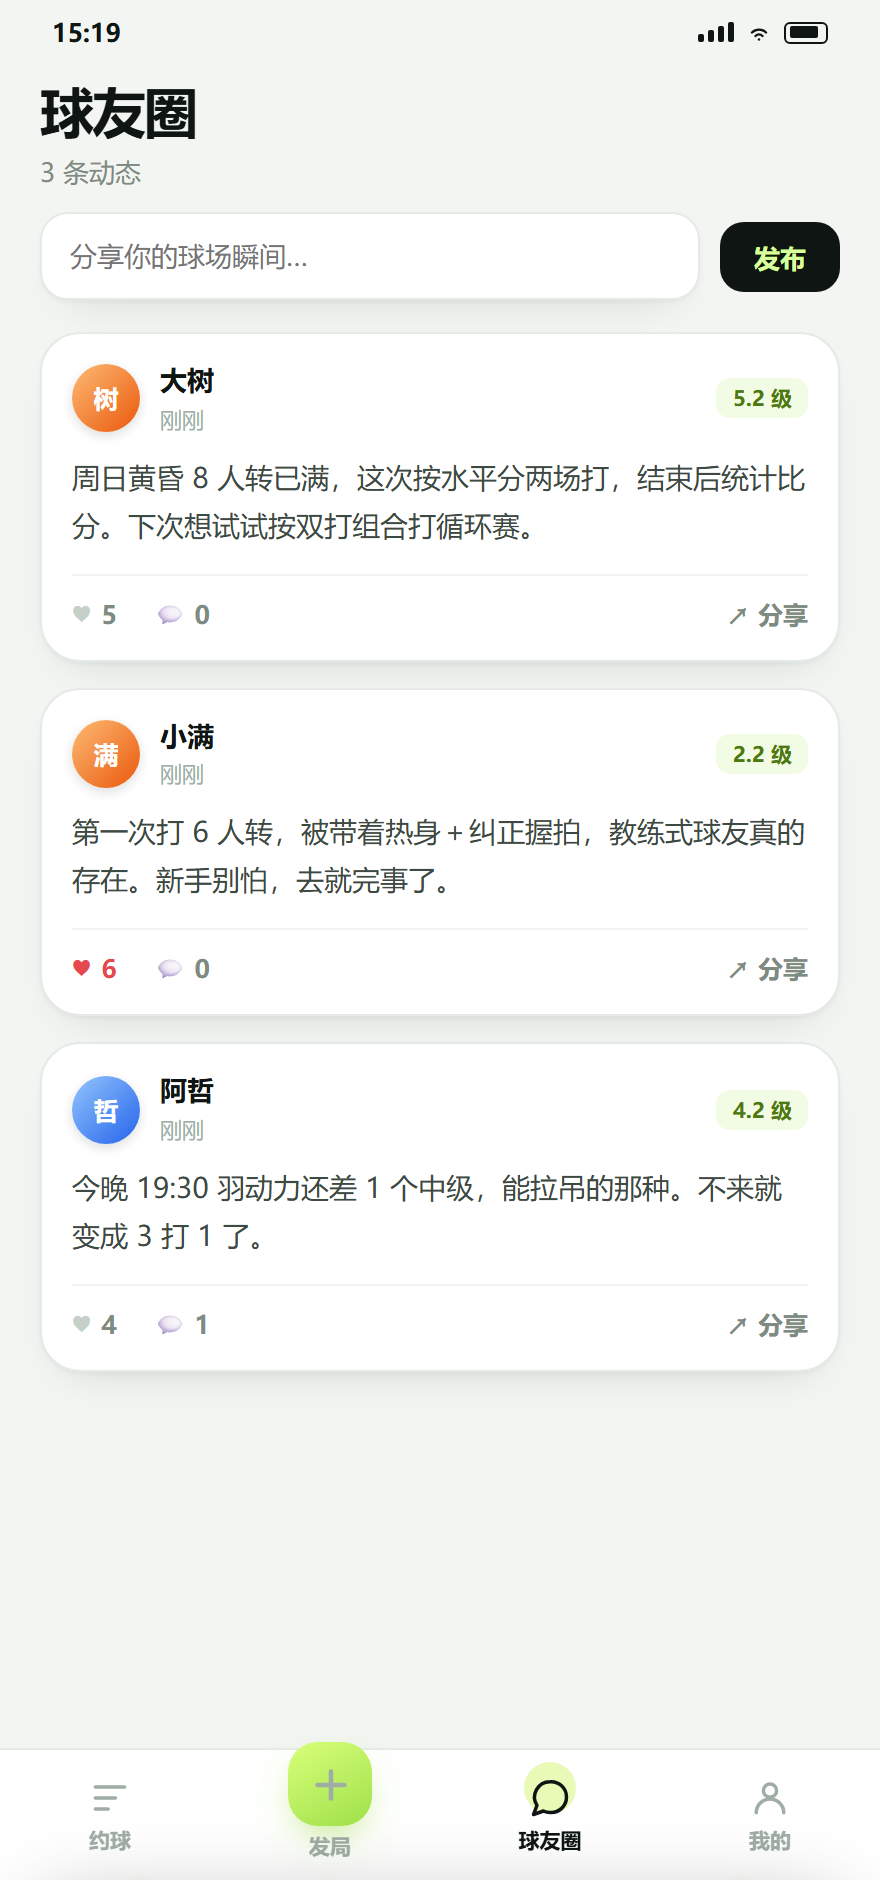 15:19
球友圈
3 条动态
分享你的球场瞬间...
发布
树
大树
刚刚
5.2 级
周日黄昏 8 人转已满，这次按水平分两场打，结束后统计比
分。下次想试试按双打组合打循环赛。
5
0
↗ 分享
满
小满
刚刚
2.2 级
第一次打 6 人转，被带着热身 + 纠正握拍，教练式球友真的
存在。新手别怕，去就完事了。
6
0
↗ 分享
哲
阿哲
刚刚
4.2 级
今晚 19:30 羽动力还差 1 个中级，能拉吊的那种。不来就
变成 3 打 1 了。
4
1
↗ 分享
约球
发局
球友圈
我的